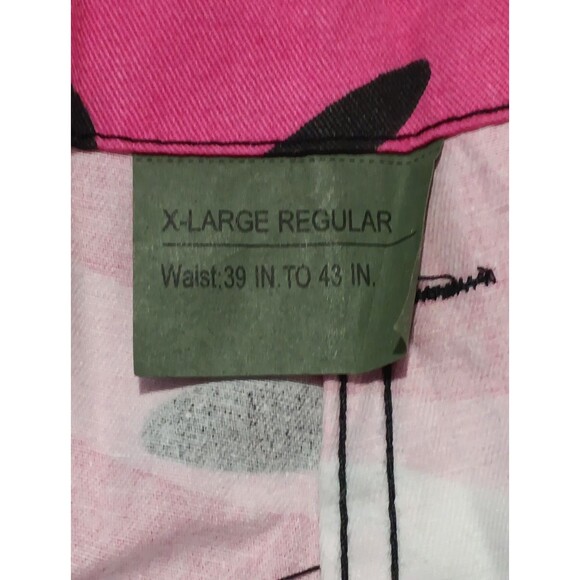 X-LARGE REGULAR
Waist:39 IN.TO 43 IN.